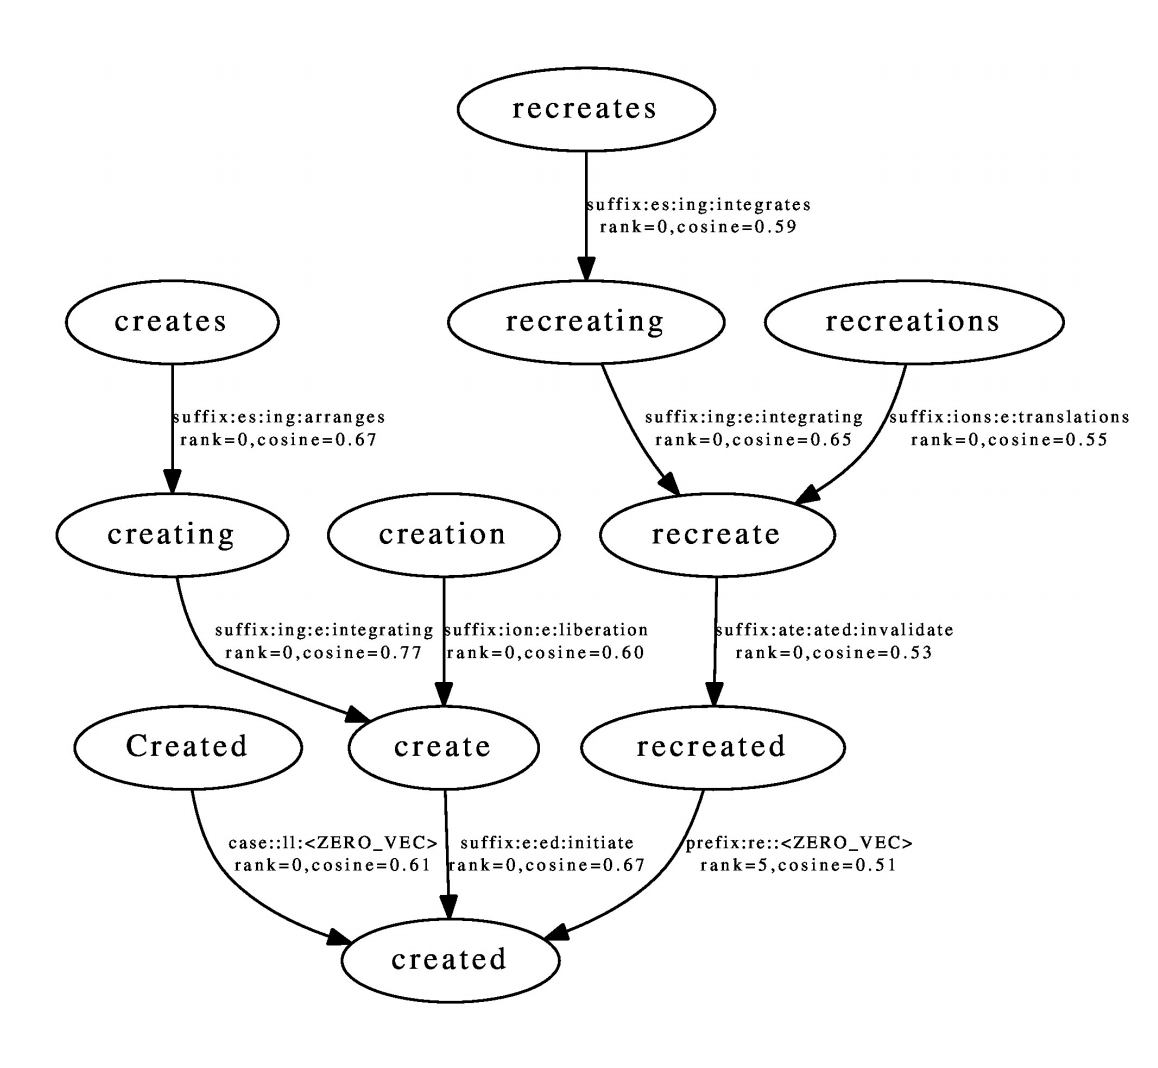 recreates
suffix:es:ing:integrates
rank=0,cosine=0.59
creates
recreating
recreations
suffix:es:ing:arranges
rank=0,cosine=0.67
suffix:ing:e:integrating
rank=0,cosine=0.65
suffix:ions:e:translations
rank=0,cosine=0.55
creating
creation
recreate
suffix:ing:e:integrating
rank=0,cosine=0.77
suffix:ion:e:liberation
rank=0,cosine=0.60
suffix:ate:ated:invalidate
rank=0,cosine=0.53
Created
create
recreated
case::ll:<ZERO_VEC>
rank=0,cosine=0.61
suffix:e:ed:initiate
rank=0,cosine=0.67
prefix:re::<ZERO_VEC>
rank=5,cosine=0.51
created